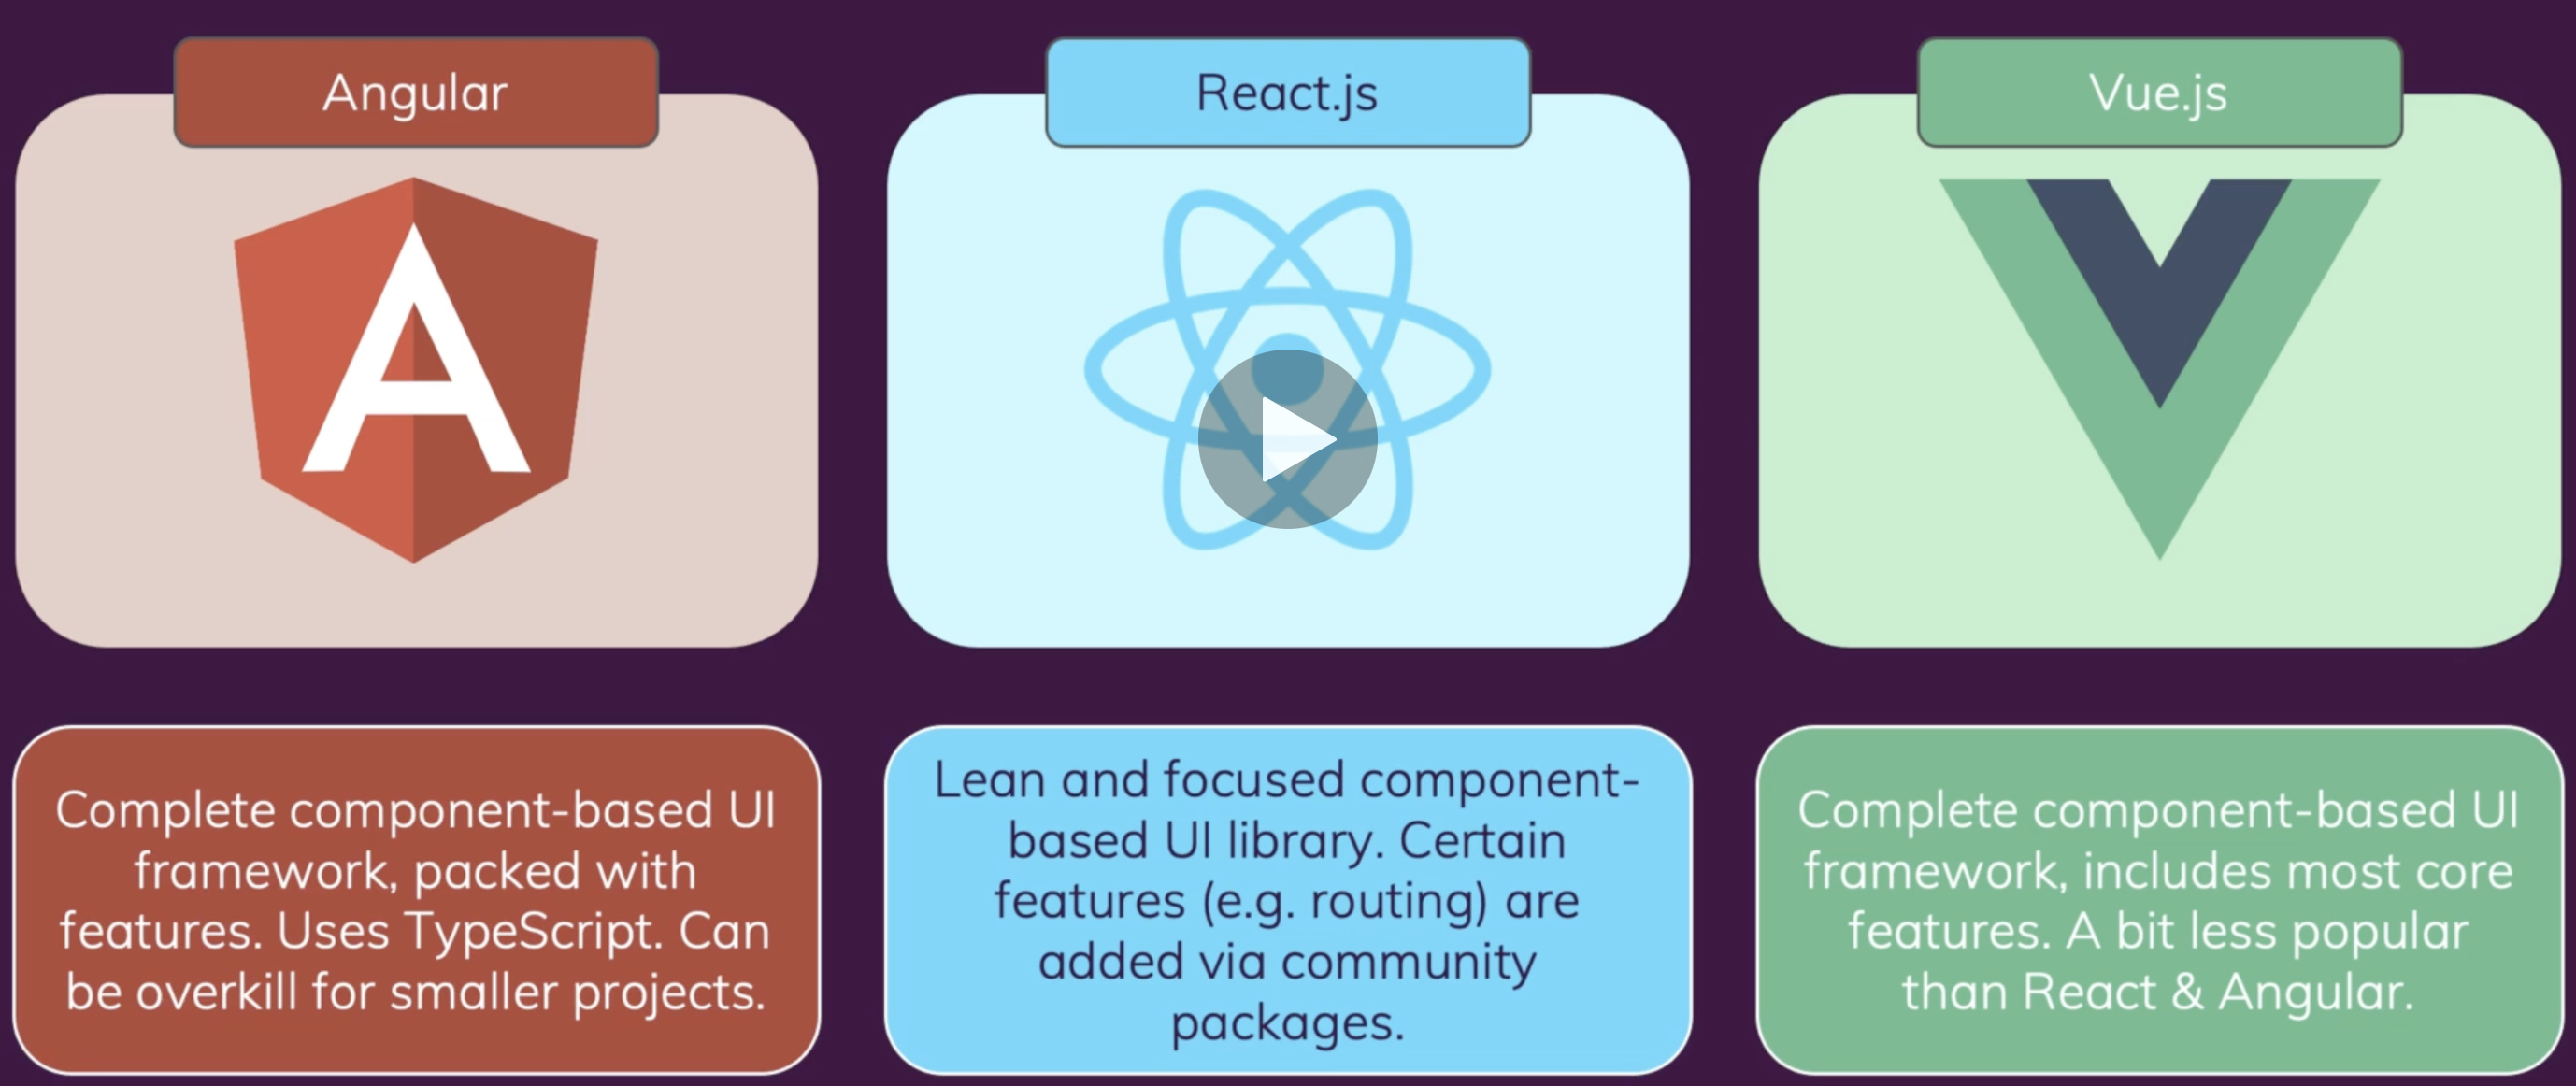 Angular
React.js
Vue.js
A
Complete component-based UI
framework, packed with
features. Uses TypeScript. Can
be overkill for smaller projects.
Lean and focused component-
based UI library. Certain
features (e.g. routing) are
added via community
packages.
Complete component-based UI
framework, includes most core
features. A bit less popular
than React & Angular.